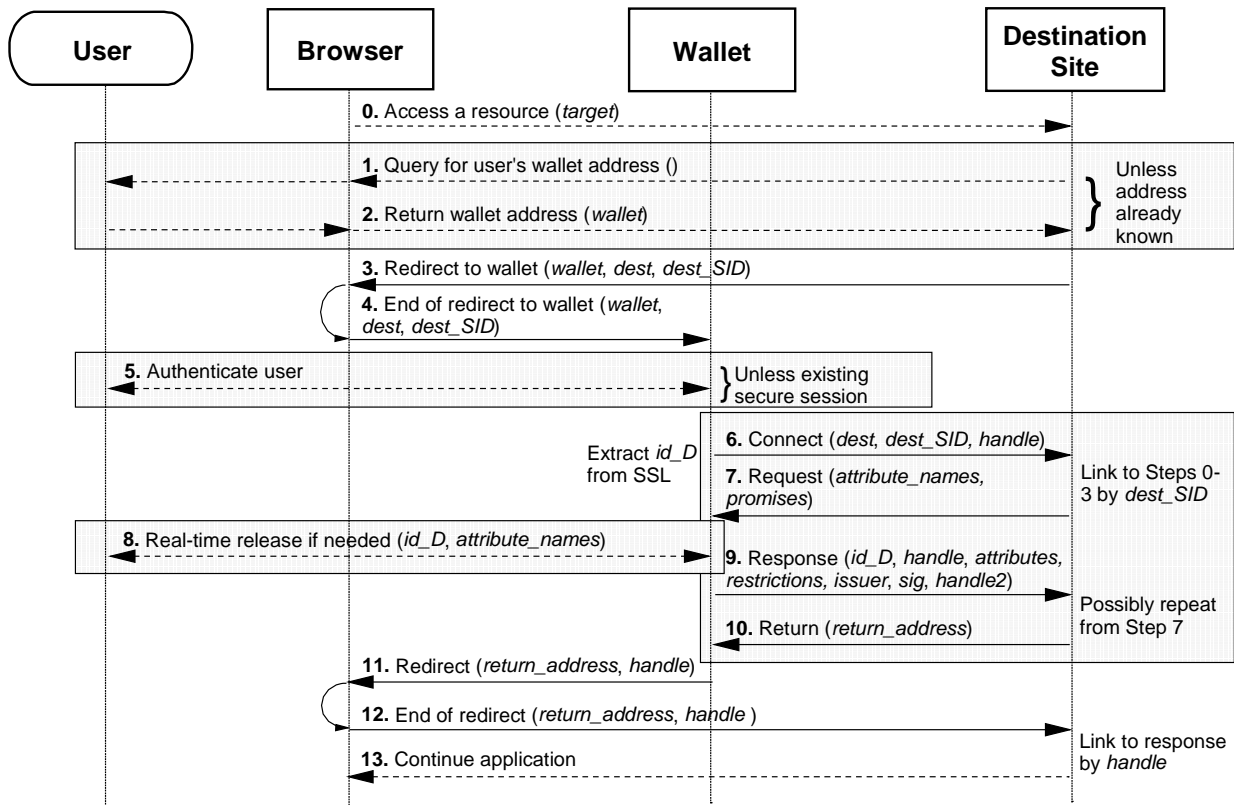 User
Browser
Wallet
Destination
Site
0. Access a resource (target)
1. Query for user's wallet address ()
2. Return wallet address (wallet)
} Unless
address
already
known
3. Redirect to wallet (wallet, dest, dest_SID)
4. End of redirect to wallet (wallet,
dest, dest_SID)
5. Authenticate user
} Unless existing
secure session
Extract id_D
from SSL
6. Connect (dest, dest_SID, handle)
7. Request (attribute_names,
promises)
Link to Steps 0-
3 by dest_SID
8. Real-time release if needed (id_D, attribute_names)
9. Response (id_D, handle, attributes,
restrictions, issuer, sig, handle2)
Possibly repeat
from Step 7
10. Return (return_address)
11. Redirect (return_address, handle)
12. End of redirect (return_address, handle )
13. Continue application
Link to response
by handle